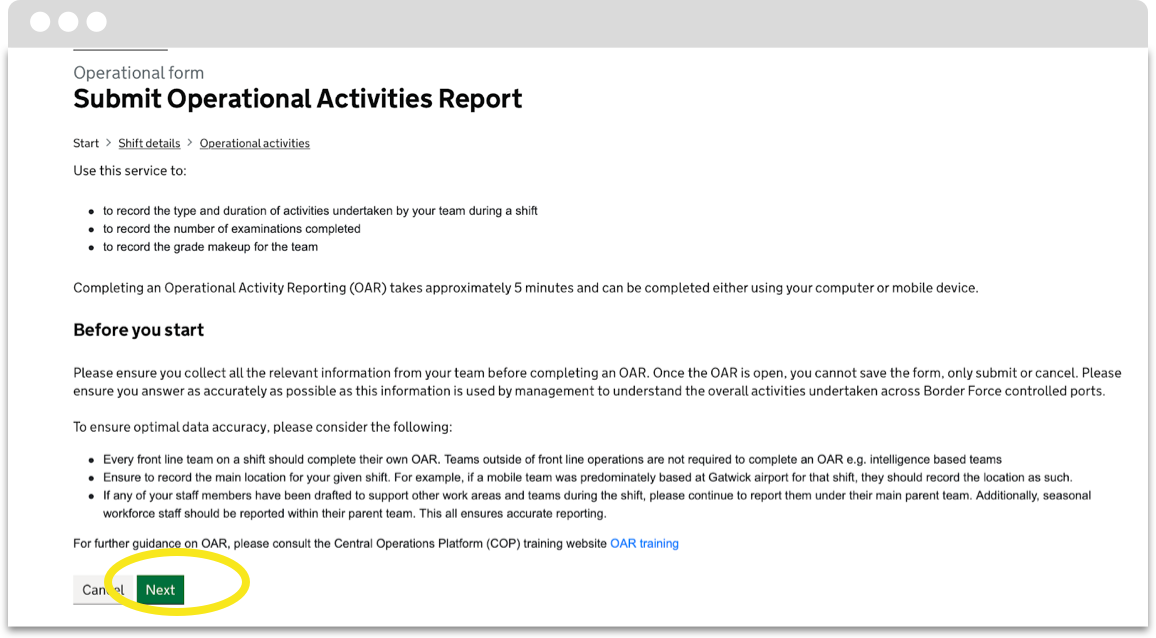 Operational form
Submit Operational Activities Report
Start > Shift details > Operational activities
Use this service to:
• to record the type and duration of activities undertaken by your team during a shift
• to record the number of examinations completed
• to record the grade makeup for the team
Completing an Operational Activity Reporting (OAR) takes approximately 5 minutes and can be completed either using your computer or mobile device.
Before you start
Please ensure you collect all the relevant information from your team before completing an OAR. Once the OAR is open, you cannot save the form, only submit or cancel. Please
ensure you answer as accurately as possible as this information is used by management to understand the overall activities undertaken across Border Force controlled ports.
To ensure optimal data accuracy, please consider the following:
• Every front line team on a shift should complete their own OAR. Teams outside of front line operations are not required to complete an OAR e.g. intelligence based teams
• Ensure to record the main location for your given shift. For example, if a mobile team was predominately based at Gatwick airport for that shift, they should record the location as such.
• If any of your staff members have been drafted to support other work areas and teams during the shift, please continue to report them under their main parent team. Additionally, seasonal
workforce staff should be reported within their parent team. This all ensures accurate reporting.
For further guidance on OAR, please consult the Central Operations Platform (COP) training website OAR training
Cancel Next